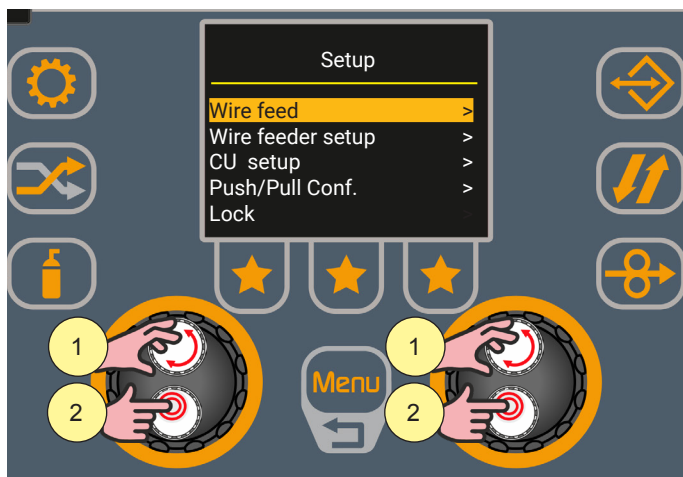 Setup
Wire feed >
Wire feeder setup >
CU setup >
Push/Pull Conf. >
Lock >
1 1
Menu
2 2